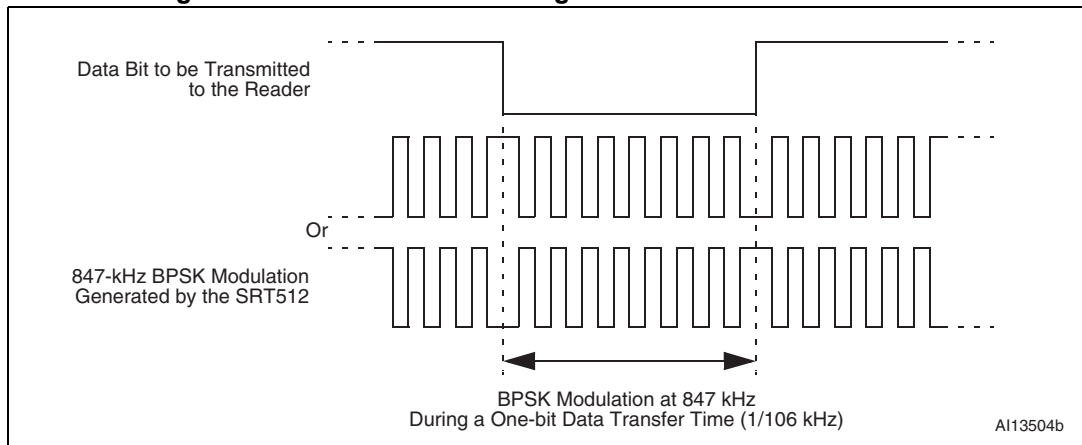 Data Bit to be Transmitted
to the Reader
Or
847-kHz BPSK Modulation
Generated by the SRT512
BPSK Modulation at 847 kHz
During a One-bit Data Transfer Time (1/106 kHz)
AI13504b